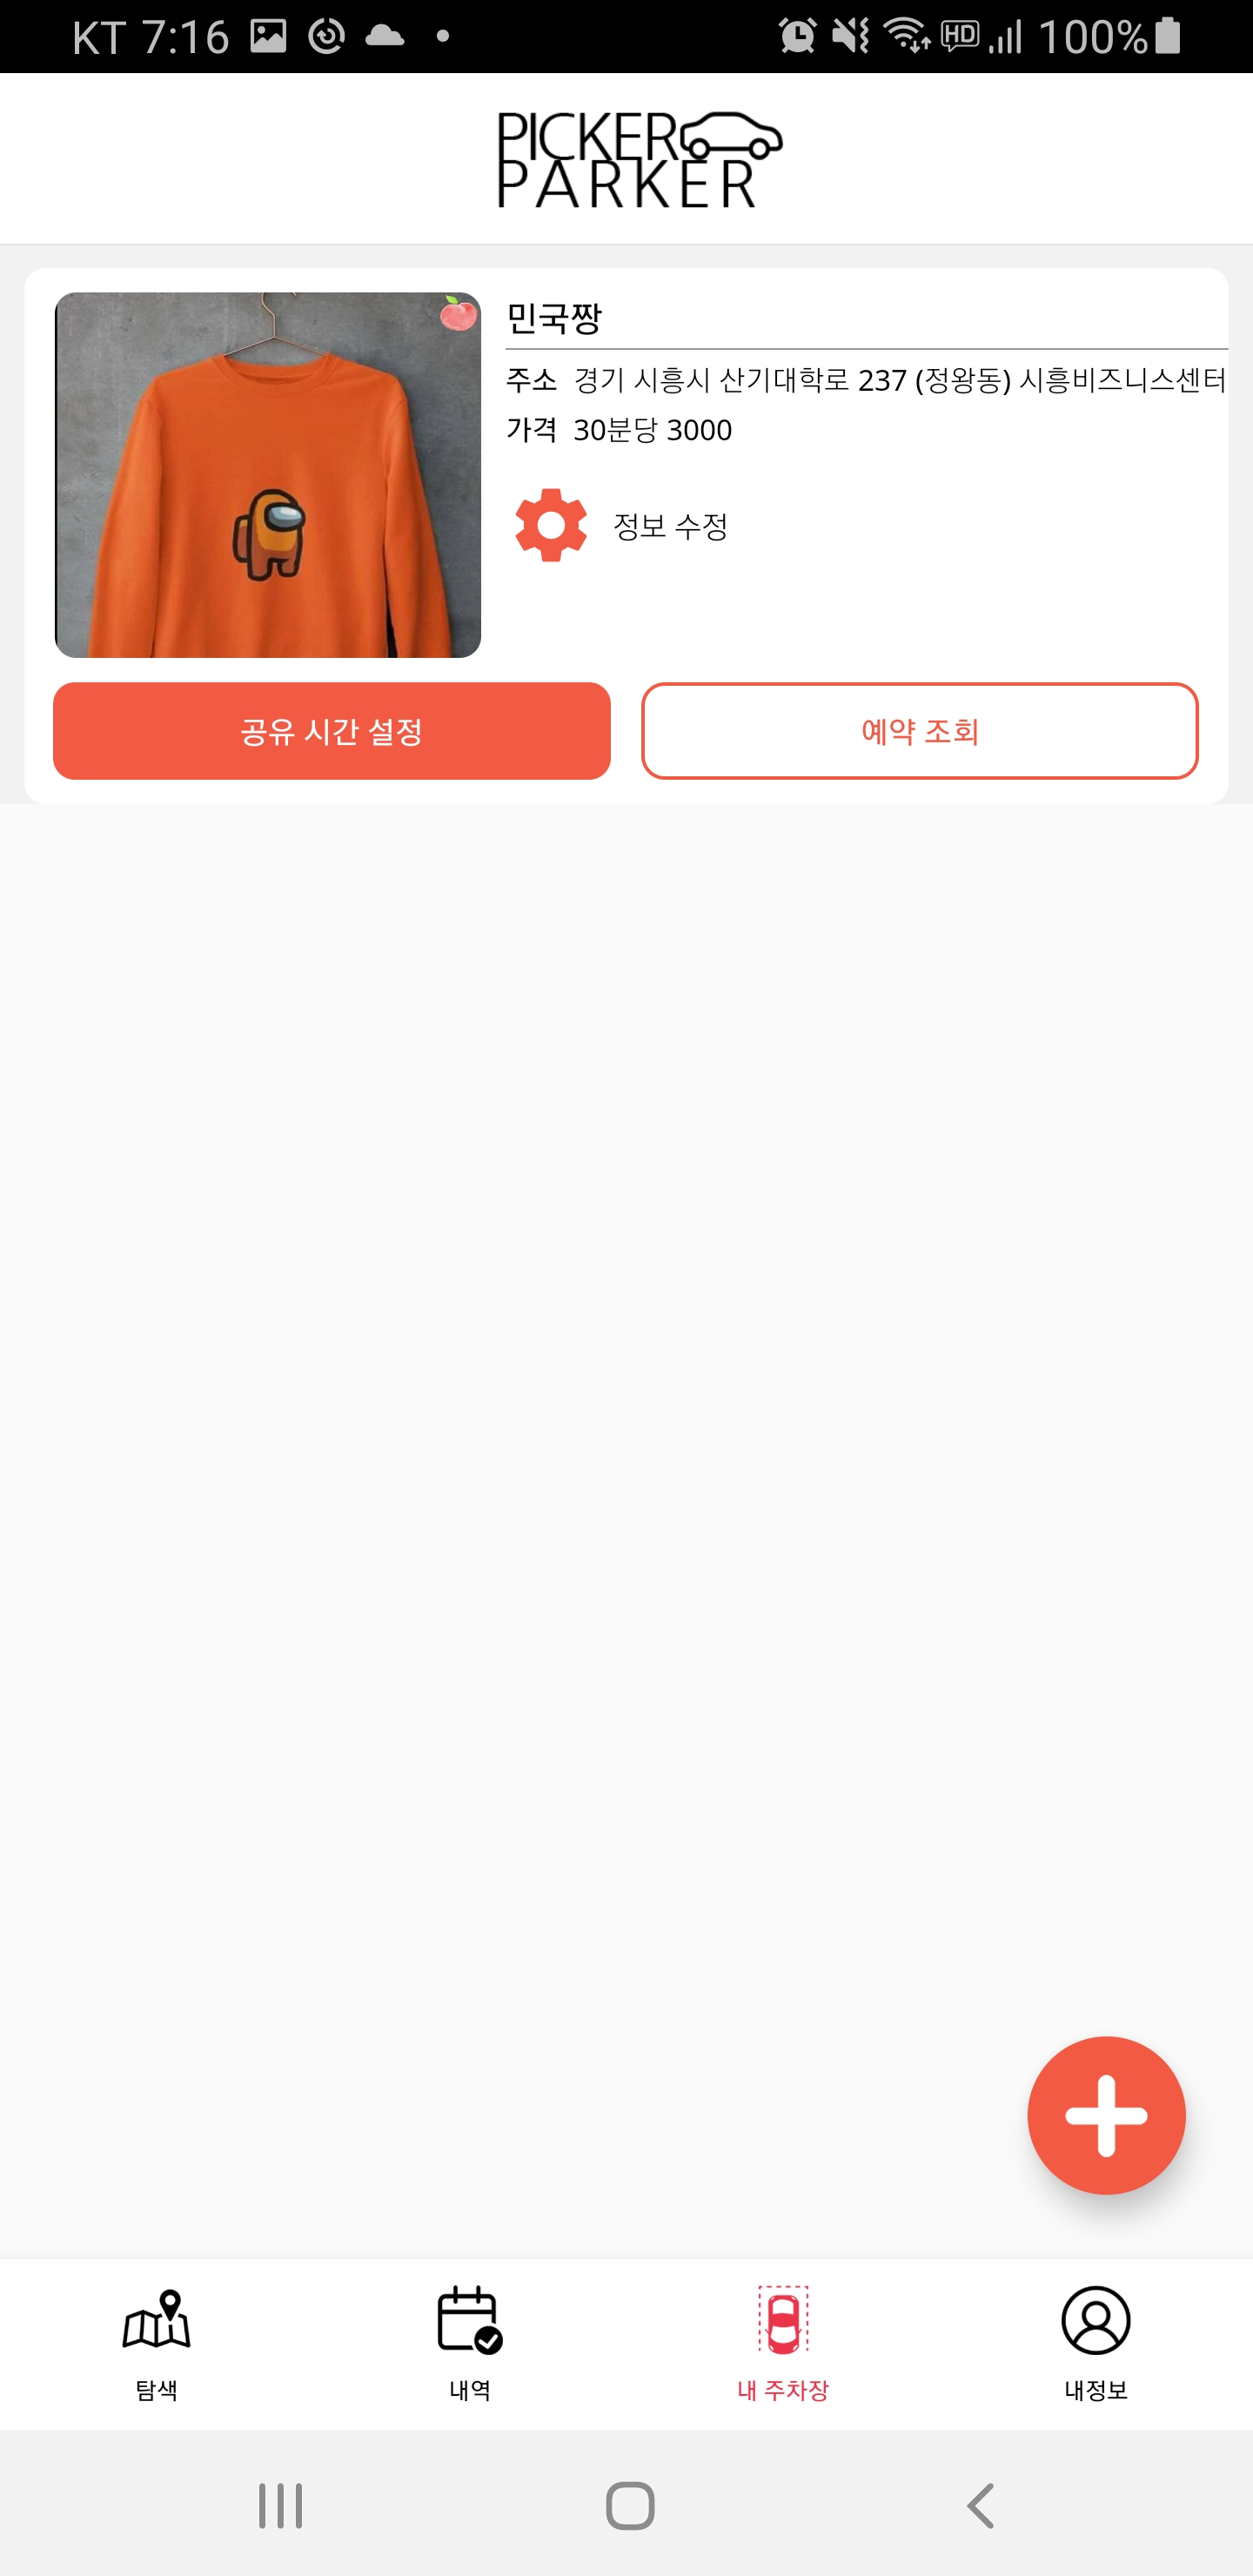 KT 7:16 HD 100%
PICKER
PARKER
민국짱
주소 경기 시흥시 산기대학로 237 (정왕동) 시흥비즈니스센터
가격 30분당 3000
정보 수정
공유 시간 설정 예약 조회
탐색 내역 내 주차장 내정보